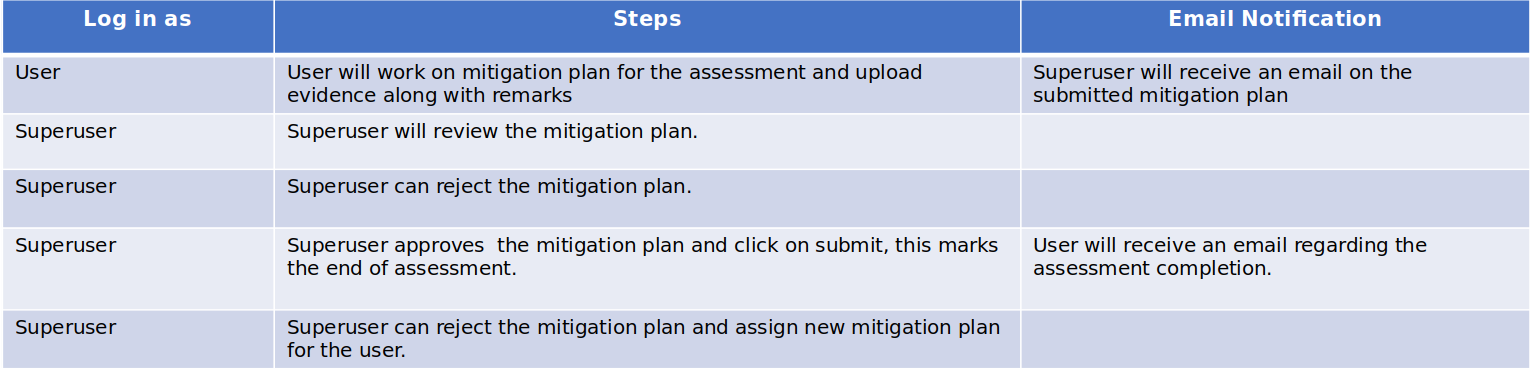 Log in as Steps Email Notification
User User will work on mitigation plan for the assessment and upload Superuser will receive an email on the
evidence along with remarks submitted mitigation plan
Superuser Superuser will review the mitigation plan.
Superuser Superuser can reject the mitigation plan.
Superuser Superuser approves  the mitigation plan and click on submit, this marks User will receive an email regarding the
the end of assessment. assessment completion.
Superuser Superuser can reject the mitigation plan and assign new mitigation plan
for the user.